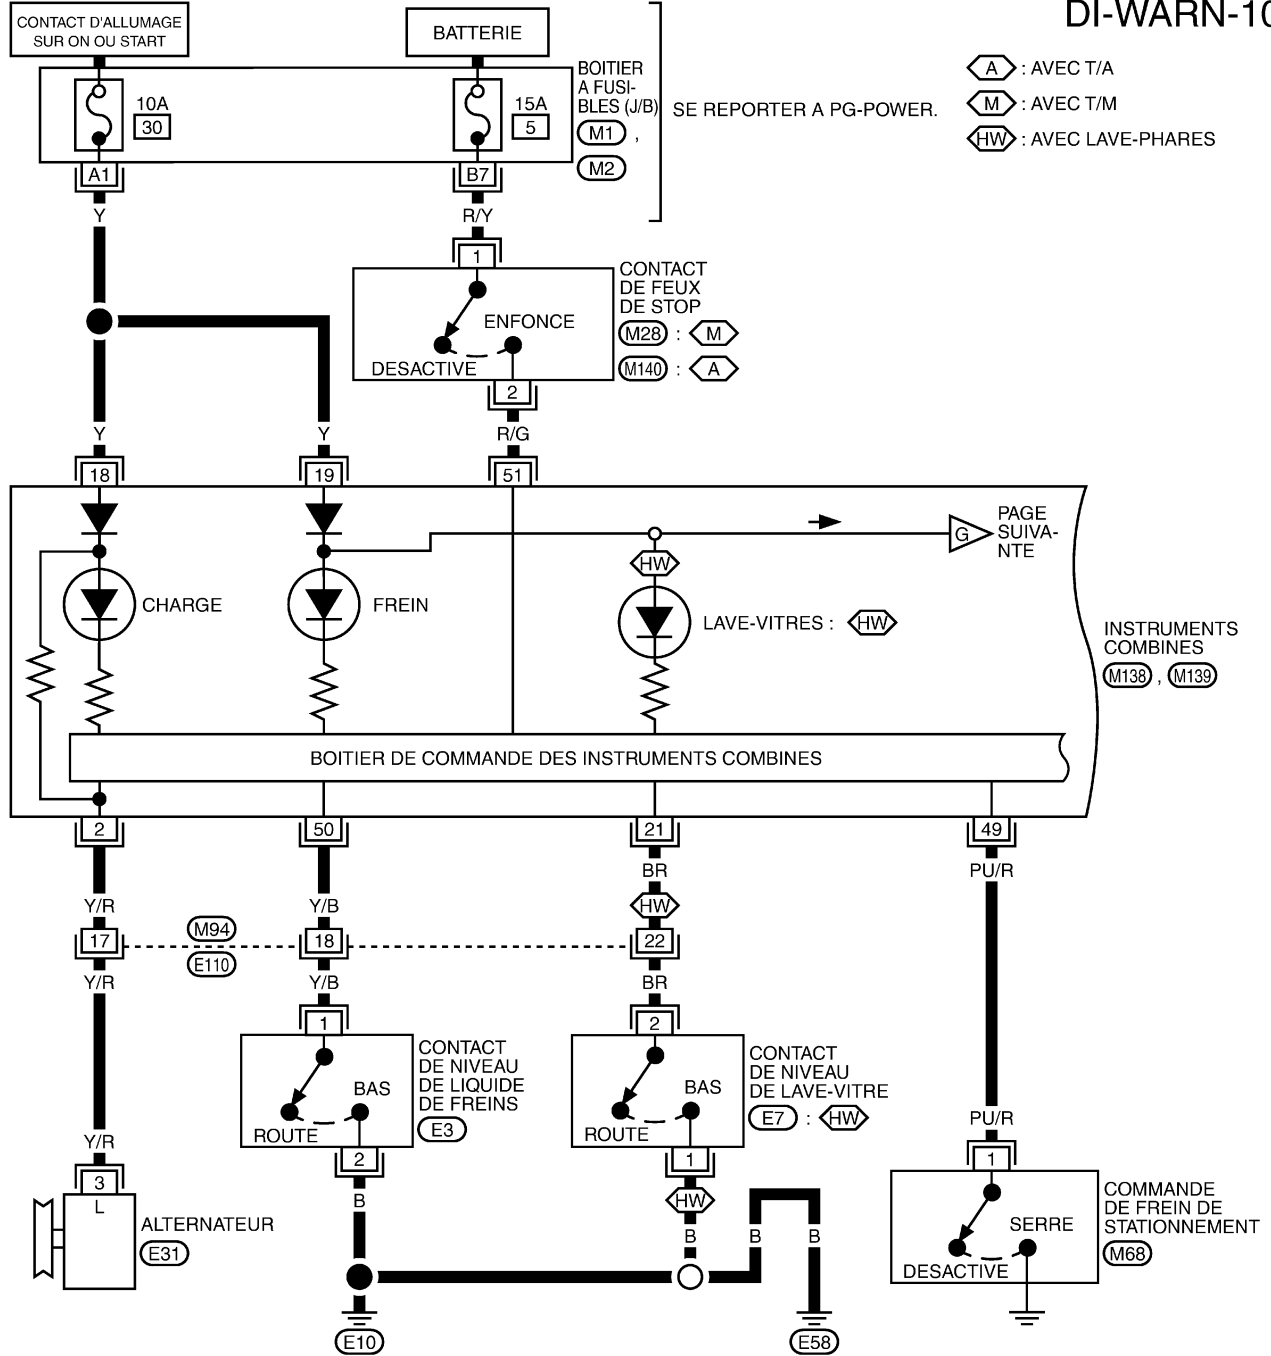 DI-WARN-10
CONTACT D'ALLUMAGE
SUR ON OU START
BATTERIE
10A
30
15A
5
BOITIER
A FUSI-
BLES (J/B)
M1 ,
M2
SE REPORTER A PG-POWER.
A : AVEC T/A
M : AVEC T/M
HW : AVEC LAVE-PHARES
A1
B7
Y
R/Y
1
CONTACT
DE FEUX
DE STOP
M28 : M
M140 : A
ENFONCE
DESACTIVE
2
Y
Y
R/G
18
19
51
CHARGE
FREIN
HW
LAVE-VITRES : HW
G
PAGE
SUIVA-
NTE
INSTRUMENTS
COMBINES
M138 , M139
BOITIER DE COMMANDE DES INSTRUMENTS COMBINES
2
50
21
49
BR
PU/R
Y/R
Y/B
HW
M94
17
18
22
E110
Y/R
Y/B
BR
1
2
CONTACT
DE NIVEAU
DE LIQUIDE
DE FREINS
E3
BAS
ROUTE
CONTACT
DE NIVEAU
DE LAVE-VITRE
E7 : HW
BAS
ROUTE
Y/R
PU/R
2
1
1
3
L
ALTERNATEUR
E31
B
HW
B
B
B
COMMANDE
DE FREIN DE
STATIONNEMENT
M68
SERRE
DESACTIVE
E10
E58